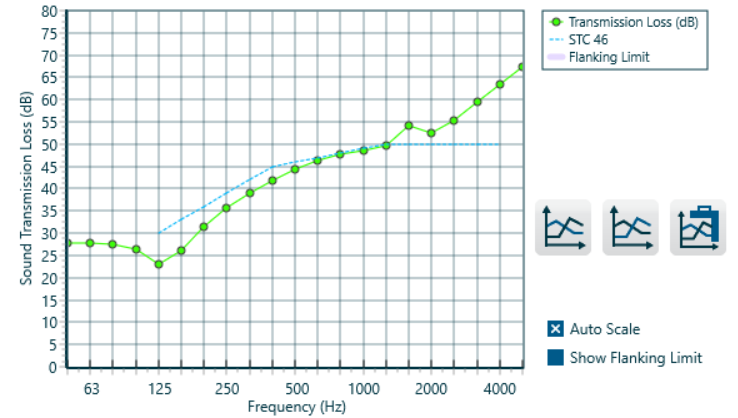 80
75
70
65
60
55
50
45
40
35
30
25
20
15
10
5
0
Sound Transmission Loss (dB)
63 125 250 500 1000 2000 4000
Frequency (Hz)
Transmission Loss (dB)
STC 46
Flanking Limit
Auto Scale
Show Flanking Limit